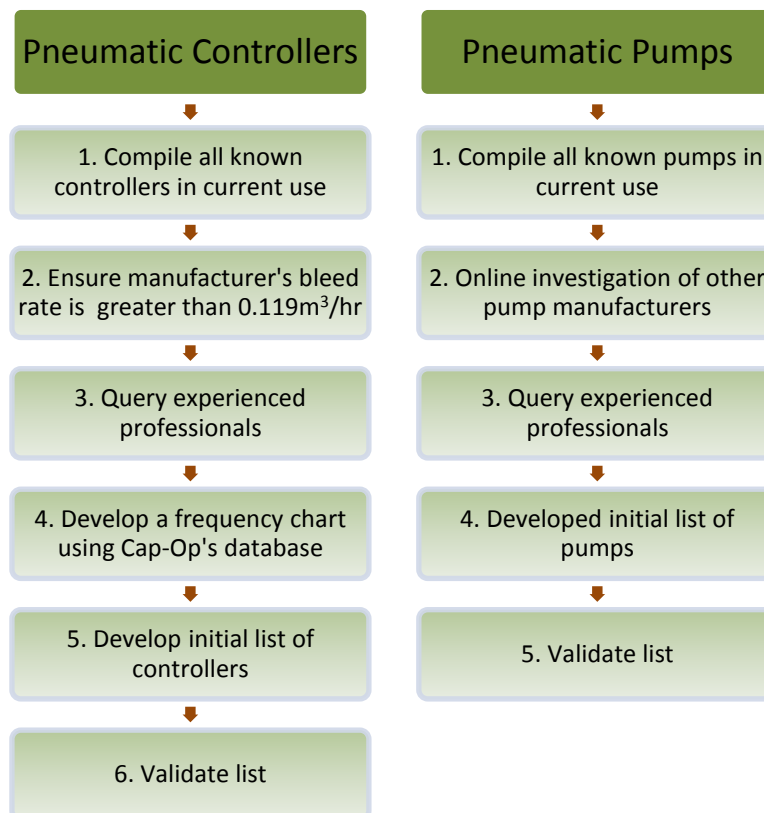 Pneumatic Controllers
1. Compile all known
controllers in current use
2. Ensure manufacturer's bleed
rate is  greater than 0.119m³/hr
3. Query experienced
professionals
4. Develop a frequency chart
using Cap-Op's database
5. Develop initial list of
controllers
6. Validate list
Pneumatic Pumps
1. Compile all known pumps in
current use
2. Online investigation of other
pump manufacturers
3. Query experienced
professionals
4. Developed initial list of
pumps
5. Validate list